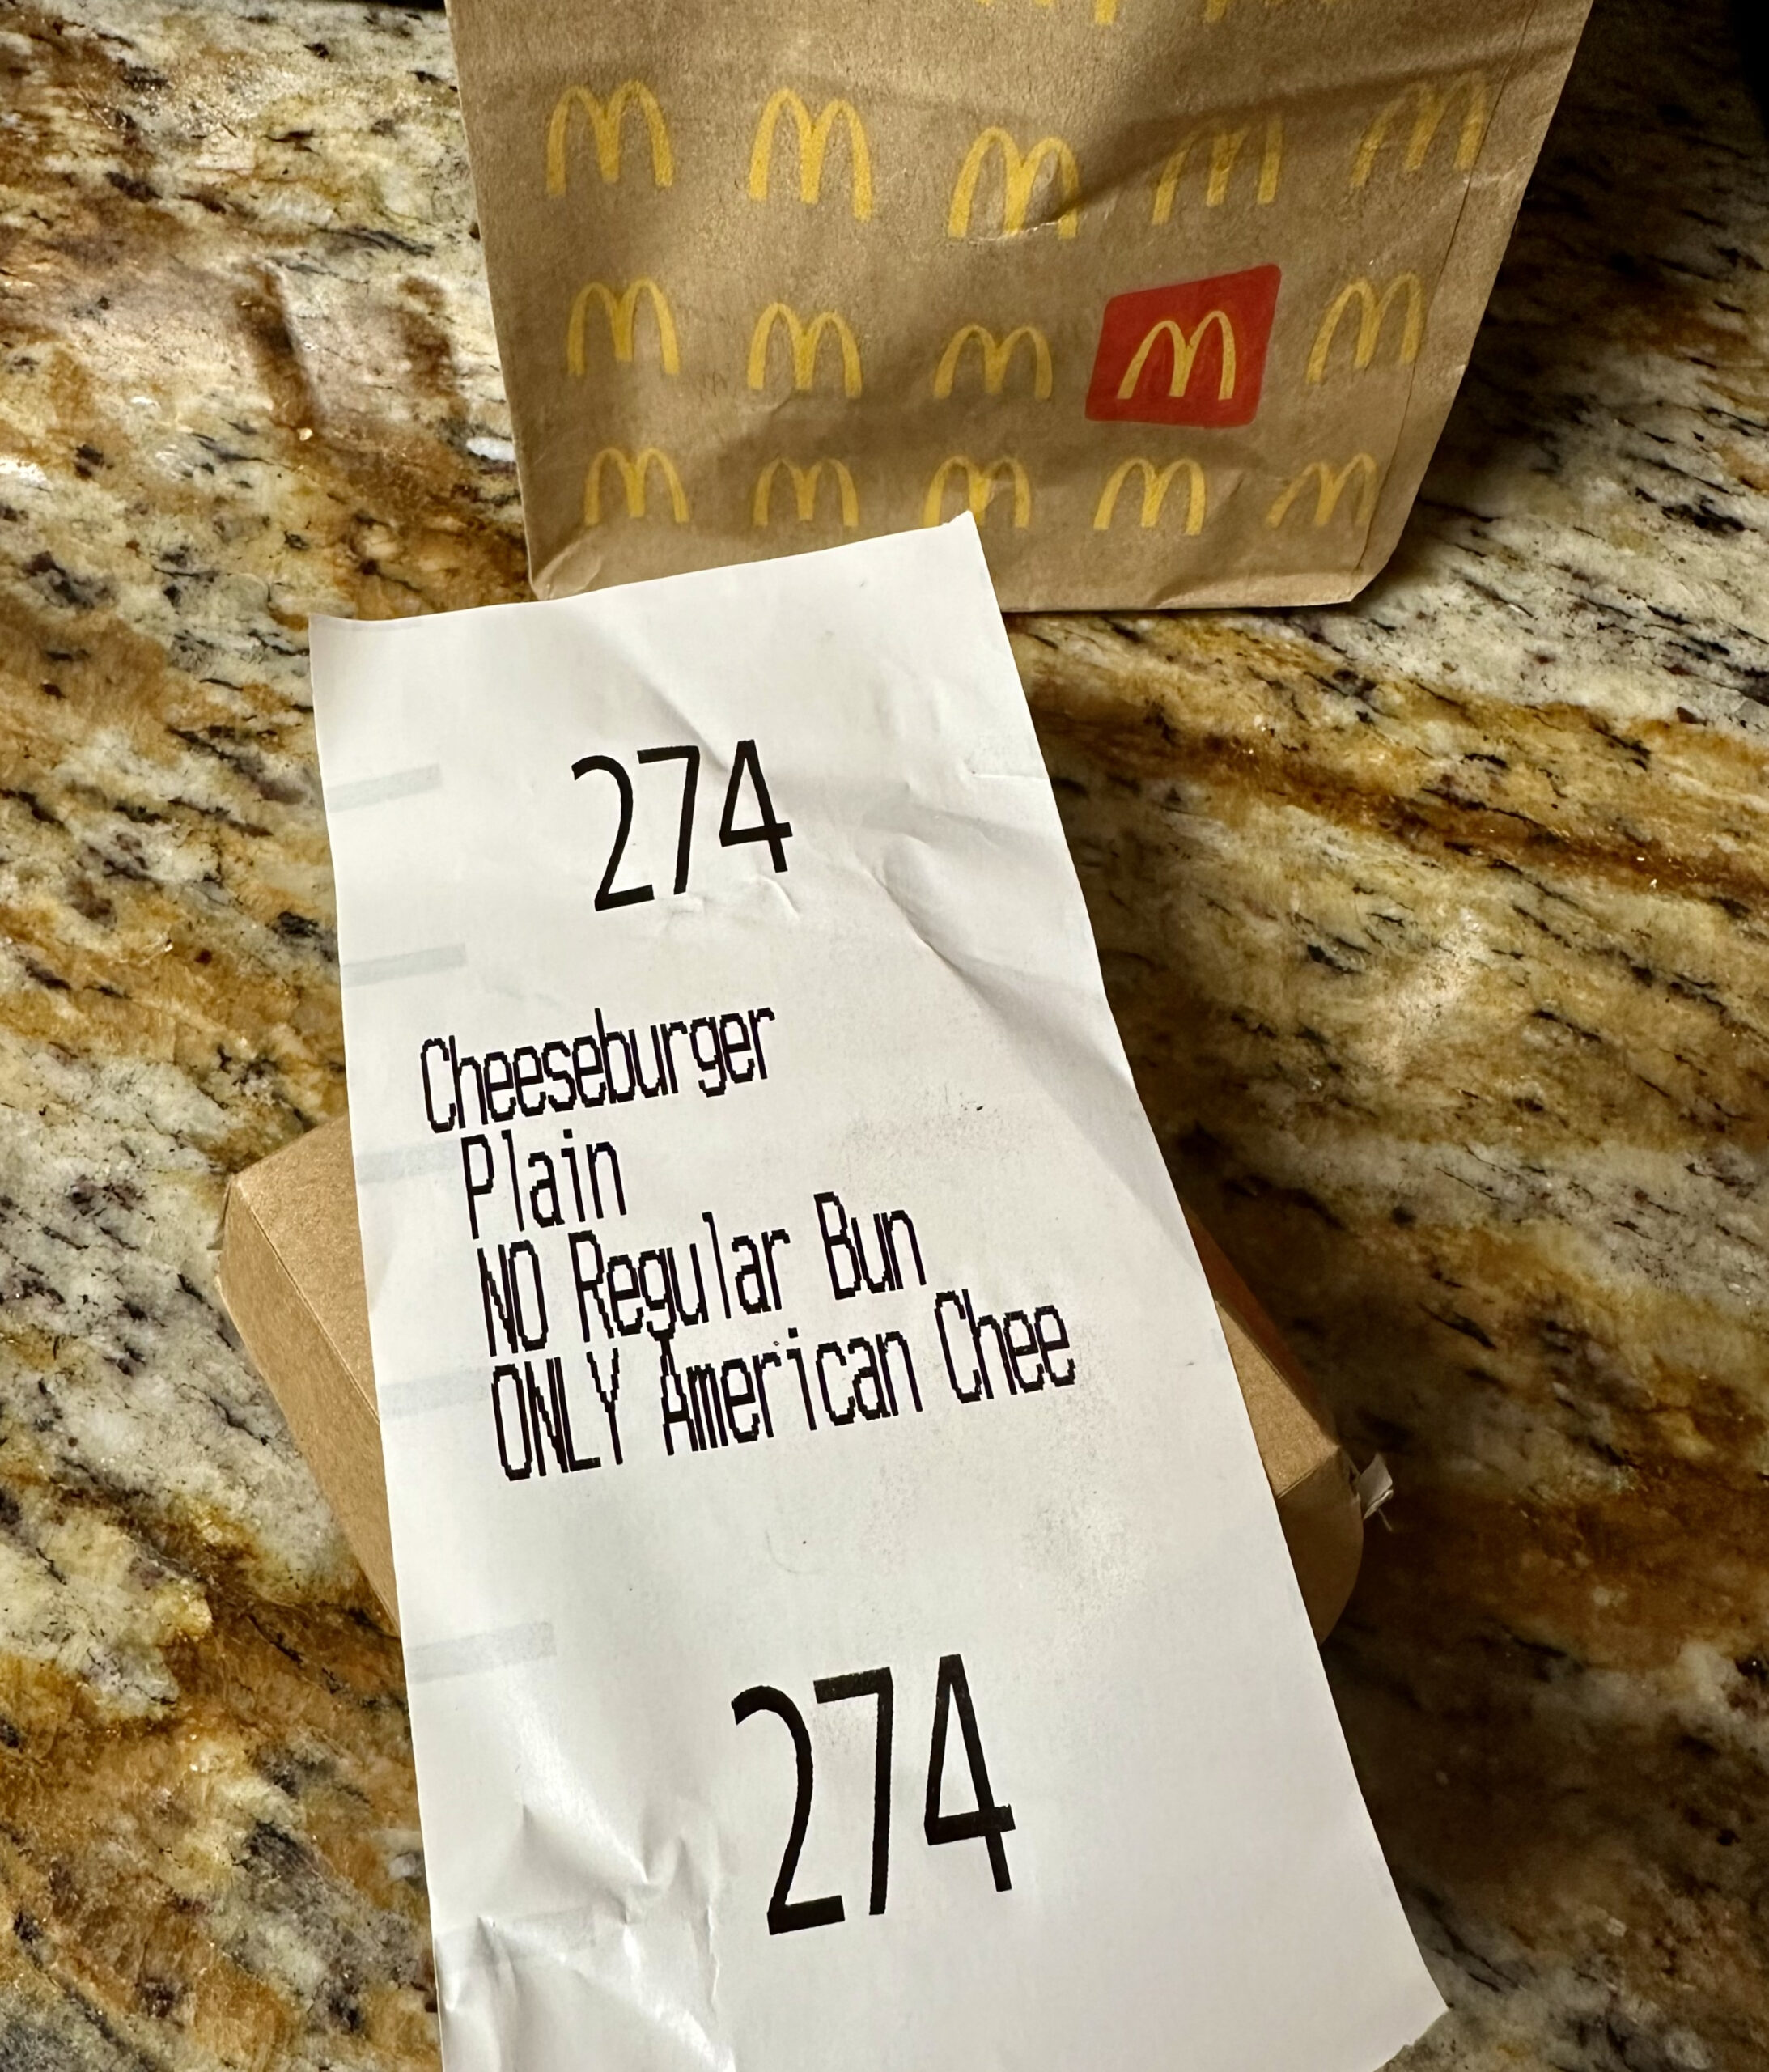 274
Cheeseburger
Plain
NO Regular Bun
ONLY American Chee
274